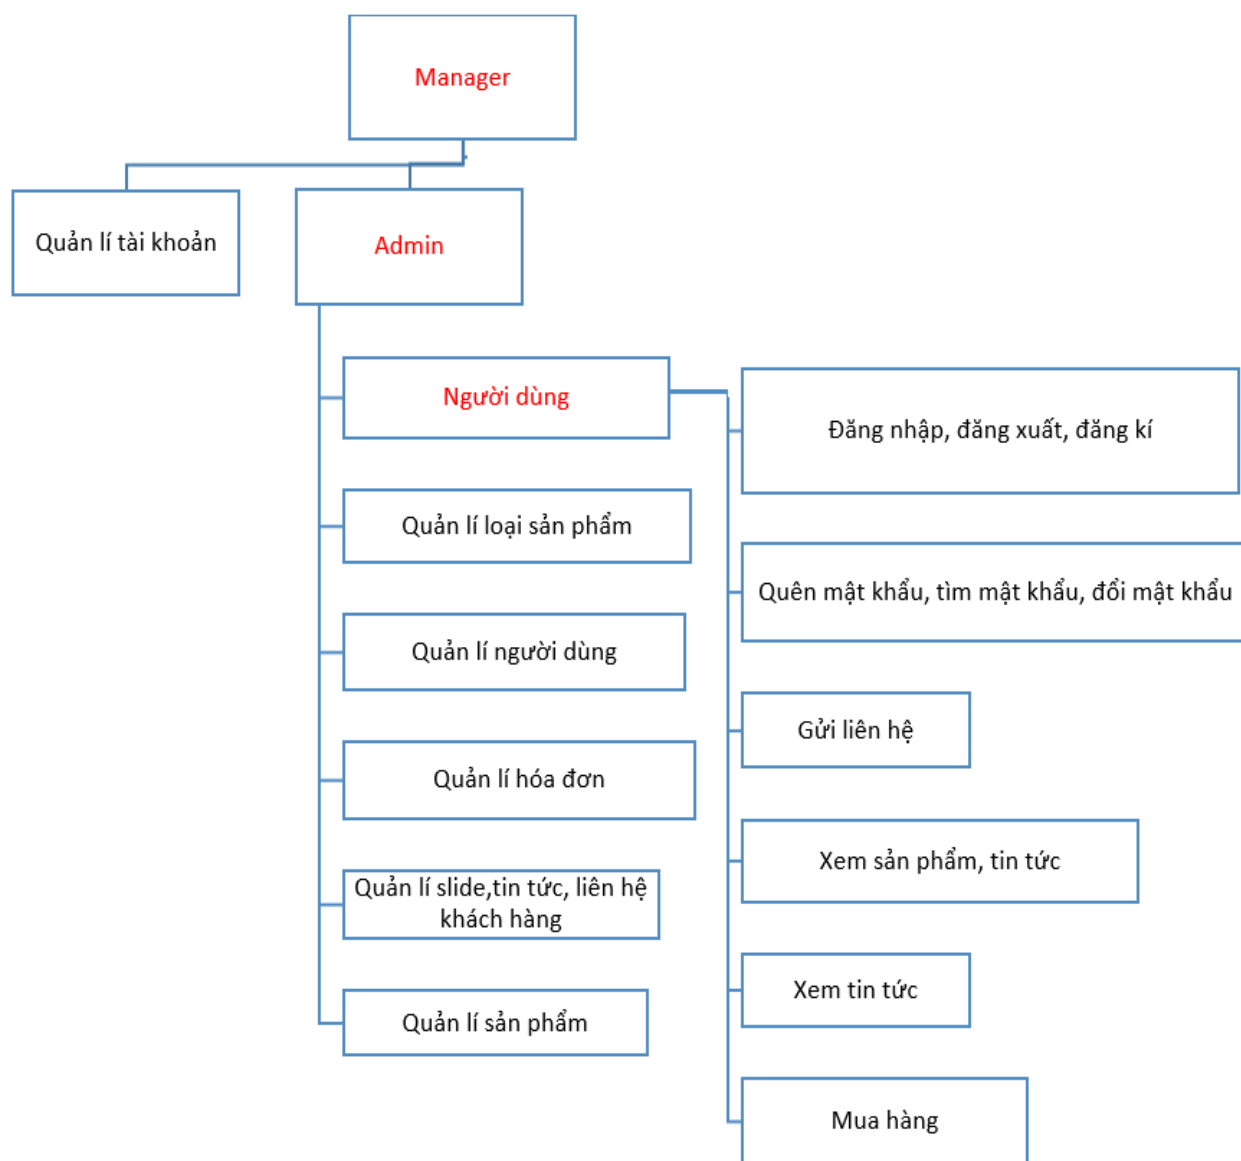 Manager
Quản lí tài khoản
Admin
Người dùng
Quản lí loại sản phẩm
Quản lí người dùng
Quản lí hóa đơn
Quản lí slide,tin tức, liên hệ
khách hàng
Quản lí sản phẩm
Đăng nhập, đăng xuất, đăng kí
Quên mật khẩu, tìm mật khẩu, đổi mật khẩu
Gửi liên hệ
Xem sản phẩm, tin tức
Xem tin tức
Mua hàng